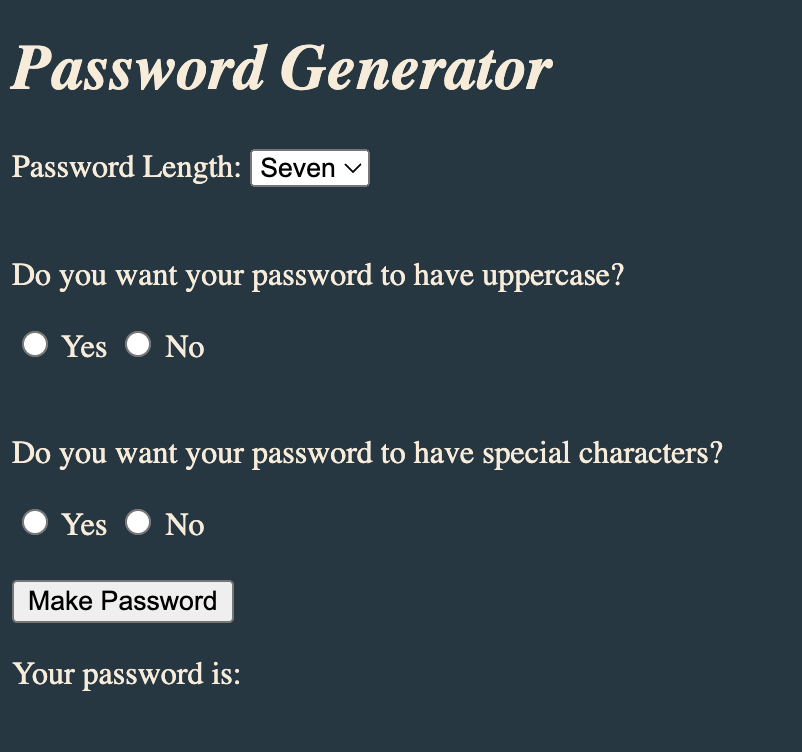 Password Generator
Password Length: Seven
Do you want your password to have uppercase?
Yes No
Do you want your password to have special characters?
Yes No
Make Password
Your password is: